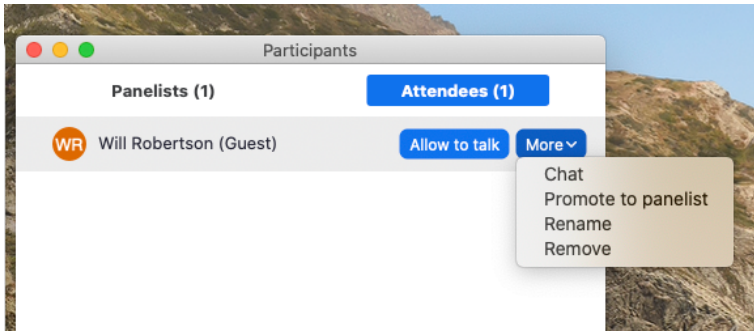 Participants
Panelists (1)
Attendees (1)
WR Will Robertson (Guest)
Allow to talk
More
Chat
Promote to panelist
Rename
Remove